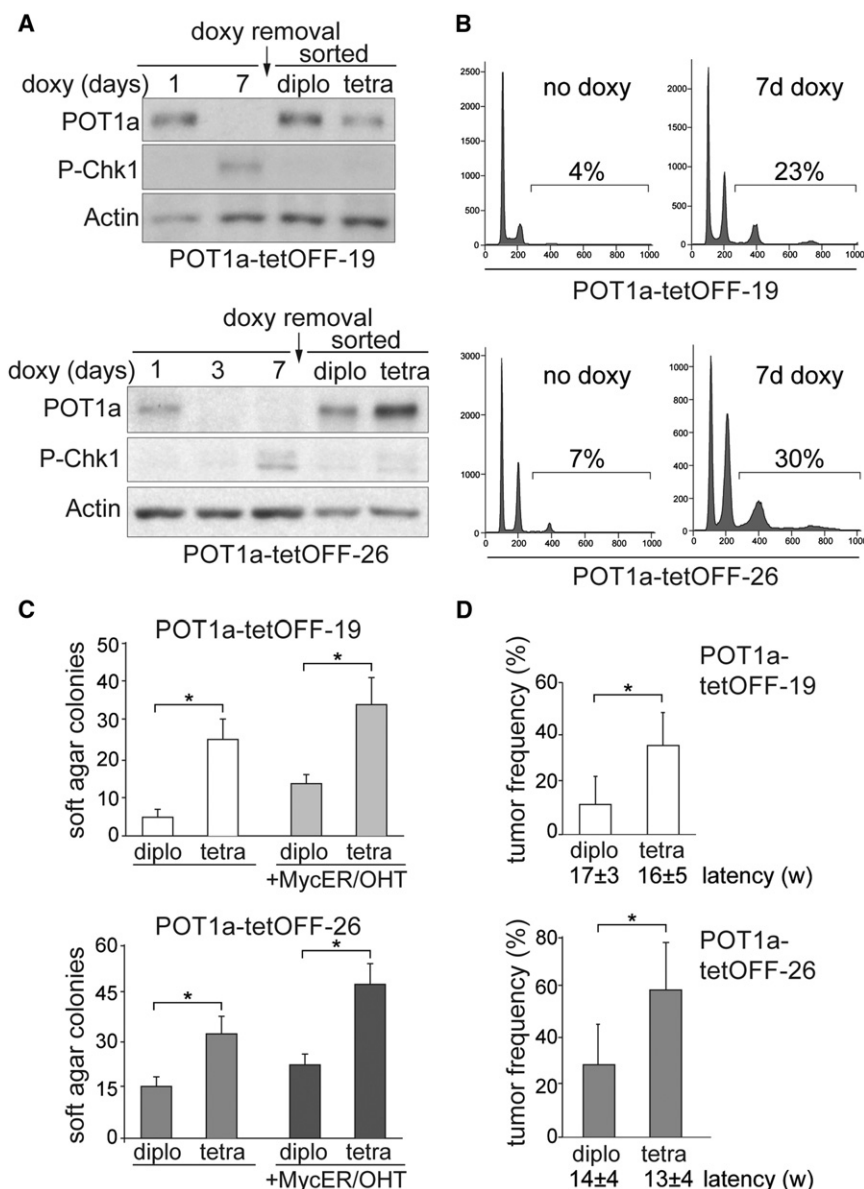 A
doxy removal
sorted
doxy (days) 1 7 diplo tetra
POT1a
P-Chk1
Actin
POT1a-tetOFF-19
doxy removal
sorted
doxy (days) 1 3 7 diplo tetra
POT1a
P-Chk1
Actin
POT1a-tetOFF-26
B
2500
2000
1500
1000
500
0
0 200 400 600 800 1000
no doxy
4%
2000
1500
1000
500
0
0 200 400 600 800 1000
7d doxy
23%
POT1a-tetOFF-19
3000
2000
1000
0
0 200 400 600 800 1000
no doxy
7%
1000
800
600
400
200
0
0 200 400 600 800 1000
7d doxy
30%
POT1a-tetOFF-26
C
POT1a-tetOFF-19
soft agar colonies
50
40
30
20
10
0
* *
diplo tetra diplo tetra
+MycER/OHT
POT1a-tetOFF-26
soft agar colonies
60
45
30
15
0
* *
diplo tetra diplo tetra
+MycER/OHT
D
POT1a-
tetOFF-19
tumor frequency (%)
60
40
20
0
*
diplo tetra
17±3 16±5 latency (w)
POT1a-
tetOFF-26
tumor frequency (%)
80
60
40
20
0
*
diplo tetra
14±4 13±4 latency (w)